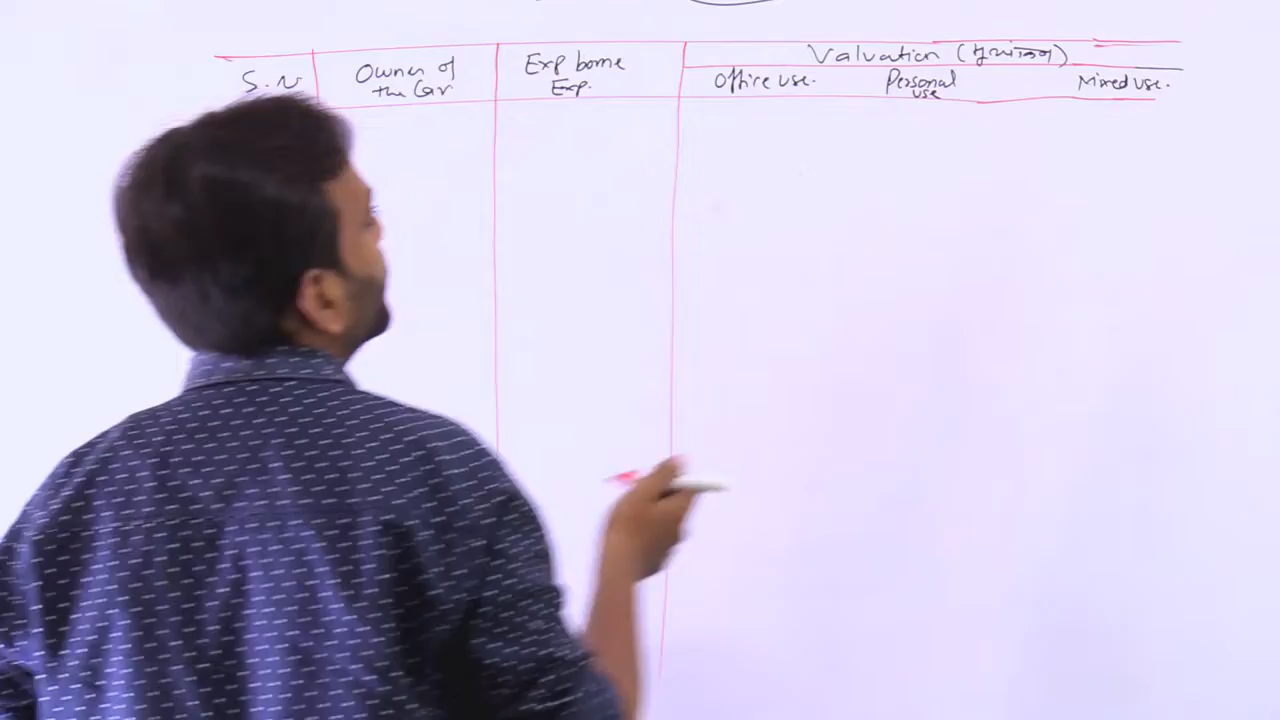 Valuation (मूल्यांकन)
S.N
Owner of
the Car
Exp borne
Exp.
Office use.
Personal
use
Mixed use.